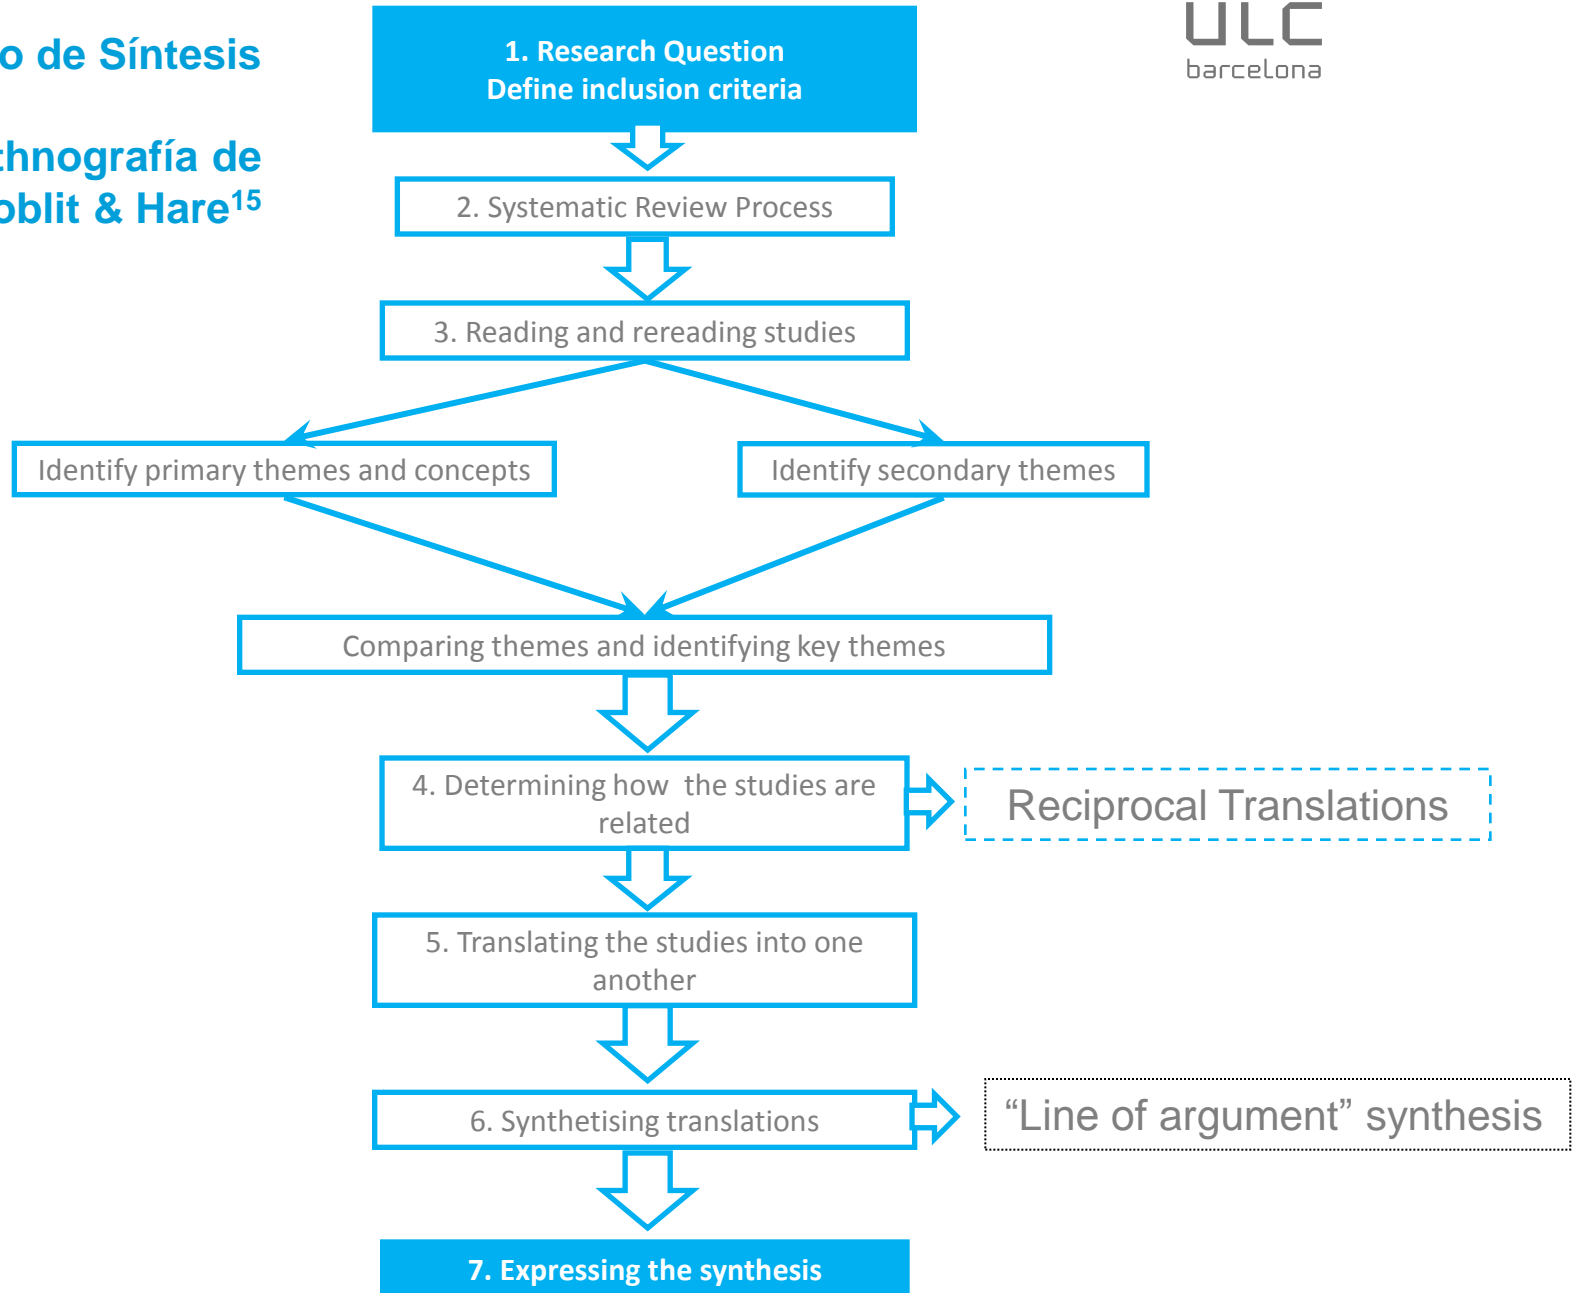 o de Síntesis
thnografía de
oblit & Hare15
ULC
barcelona
1. Research Question
Define inclusion criteria
2. Systematic Review Process
3. Reading and rereading studies
Identify primary themes and concepts
Identify secondary themes
Comparing themes and identifying key themes
4. Determining how  the studies are
related
Reciprocal Translations
5. Translating the studies into one
another
6. Synthetising translations
“Line of argument” synthesis
7. Expressing the synthesis